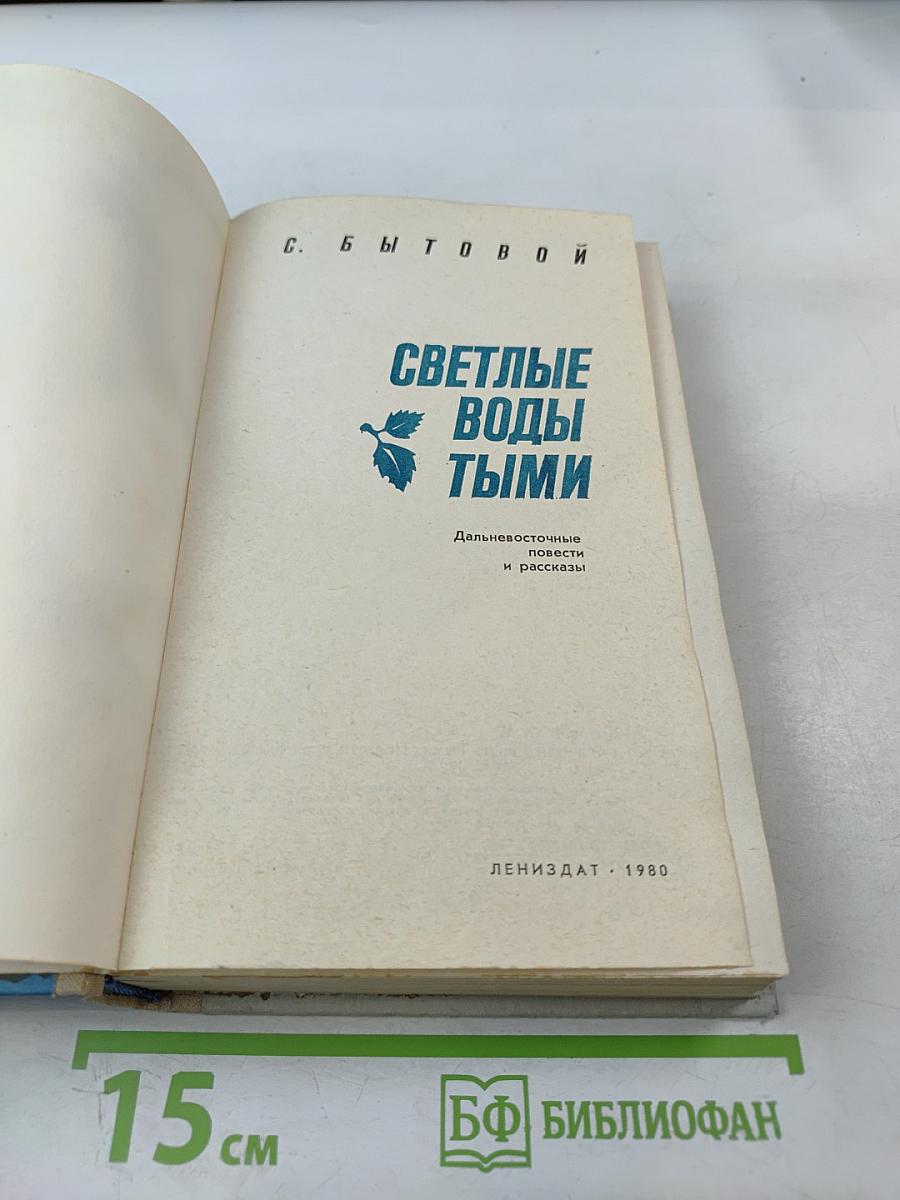 С. БЫТОВОЙ
СВЕТЛЫЕ
ВОДЫ
ТЫМИ
Дальневосточные
повести
и рассказы
ЛЕНИЗДАТ · 1980
15 см
БФ БИБЛИОФАН